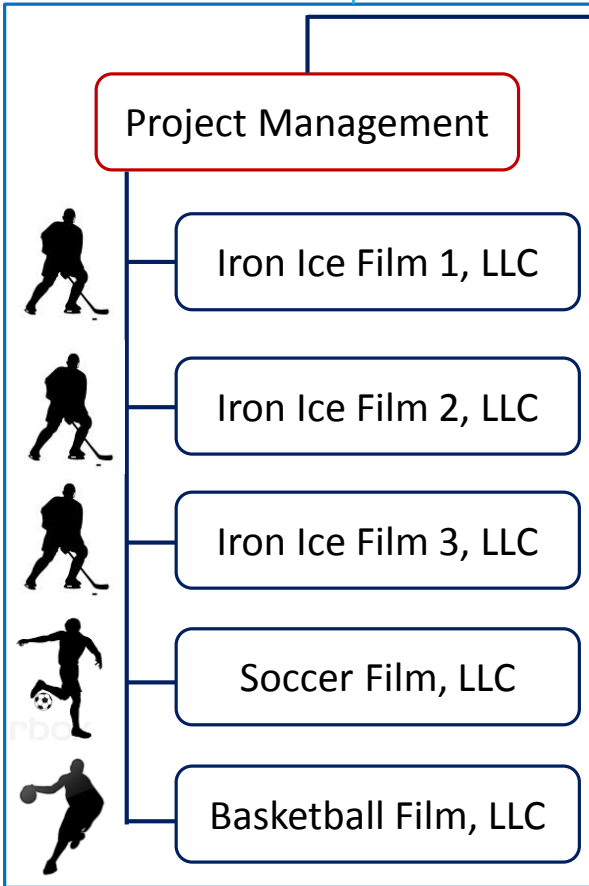 Project Management
Iron Ice Film 1, LLC
Iron Ice Film 2, LLC
Iron Ice Film 3, LLC
Soccer Film, LLC
rbox
Basketball Film, LLC